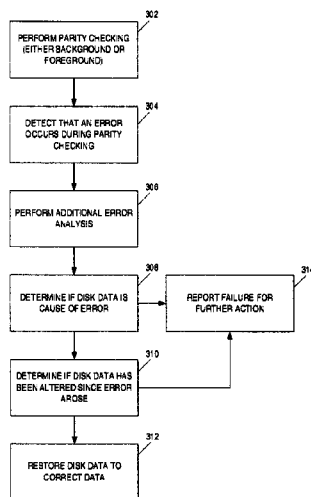 302
PERFORM PARITY CHECKING
(EITHER BACKGROUND OR
FOREGROUND)
304
DETECT THAT AN ERROR
OCCURS DURING PARITY
CHECKING
306
PERFORM ADDITIONAL ERROR
ANALYSIS
308
DETERMINE IF DISK DATA IS
CAUSE OF ERROR
314
REPORT FAILURE FOR
FURTHER ACTION
310
DETERMINE IF DISK DATA HAS
BEEN ALTERED SINCE ERROR
AROSE
312
RESTORE DISK DATA TO
CORRECT DATA